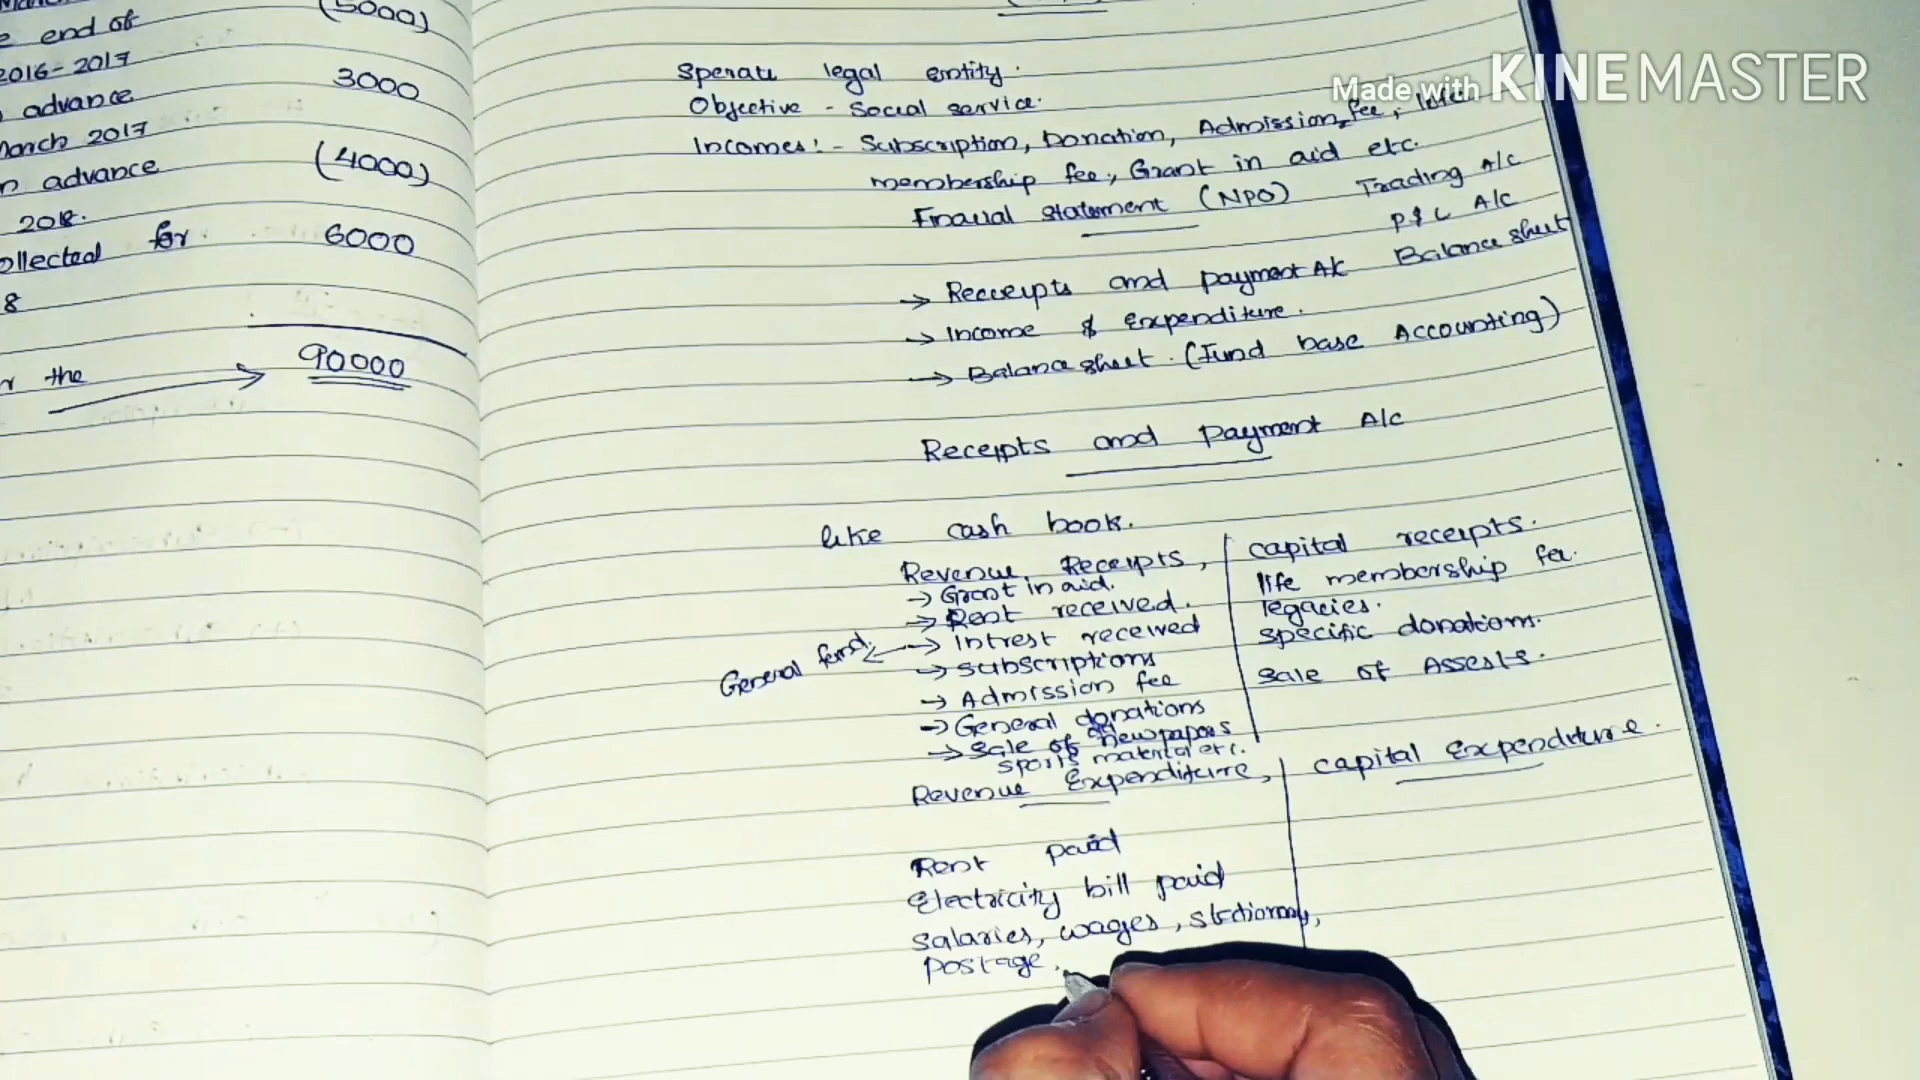 (5000)
e end of
2016-2017
advance 3000
March 2017
n advance (4000)
2018.
ollected for 6000
8
r the 90000
Made with KINEMASTER
Sperate legal entity.
Objective - Social service.
Incomes:- Subscription, Donation, Admission fee, life
membership fee, Grant in aid etc.
Finacial statement (NPO) Trading A/c
P & L A/c
Balance sheet
→ Receipts and payment A/c
→ Income & Expenditure.
→ Balance sheet. (Fund base Accounting)
Receipts and payment A/c
like cash book.
Revenue Receipts, capital receipts.
→ Grant in aid. life membership fee.
→ Rent received. legacies.
→ Intrest received specific donations.
General fund.
→ Subscriptions sale of Assests.
→ Admission fee
→ General donations
→ Sale of old newspapers
sports material etc.
Revenue Expenditure, capital Expenditure.
Rent paid
Electricity bill paid
Salaries, wages, stationary,
Postage,